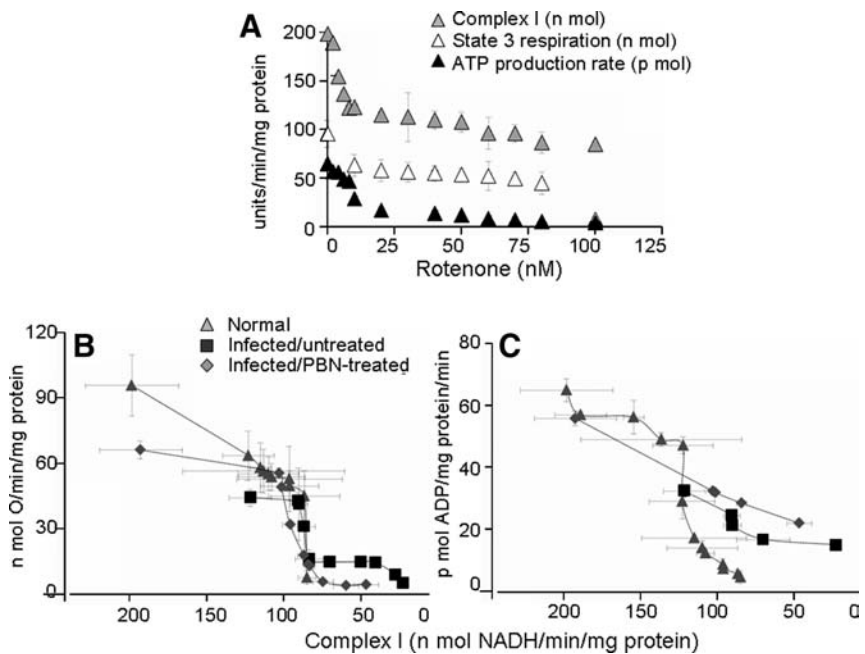 A
Complex I (n mol)
State 3 respiration (n mol)
ATP production rate (p mol)
units/min/mg protein
200
150
100
50
0
0 25 50 75 100 125
Rotenone (nM)
B
Normal
Infected/untreated
Infected/PBN-treated
n mol O/min/mg protein
120
90
60
30
0
200 150 100 50 0
C
p mol ADP/mg protein/min
80
60
40
20
0
200 150 100 50 0
Complex I (n mol NADH/min/mg protein)